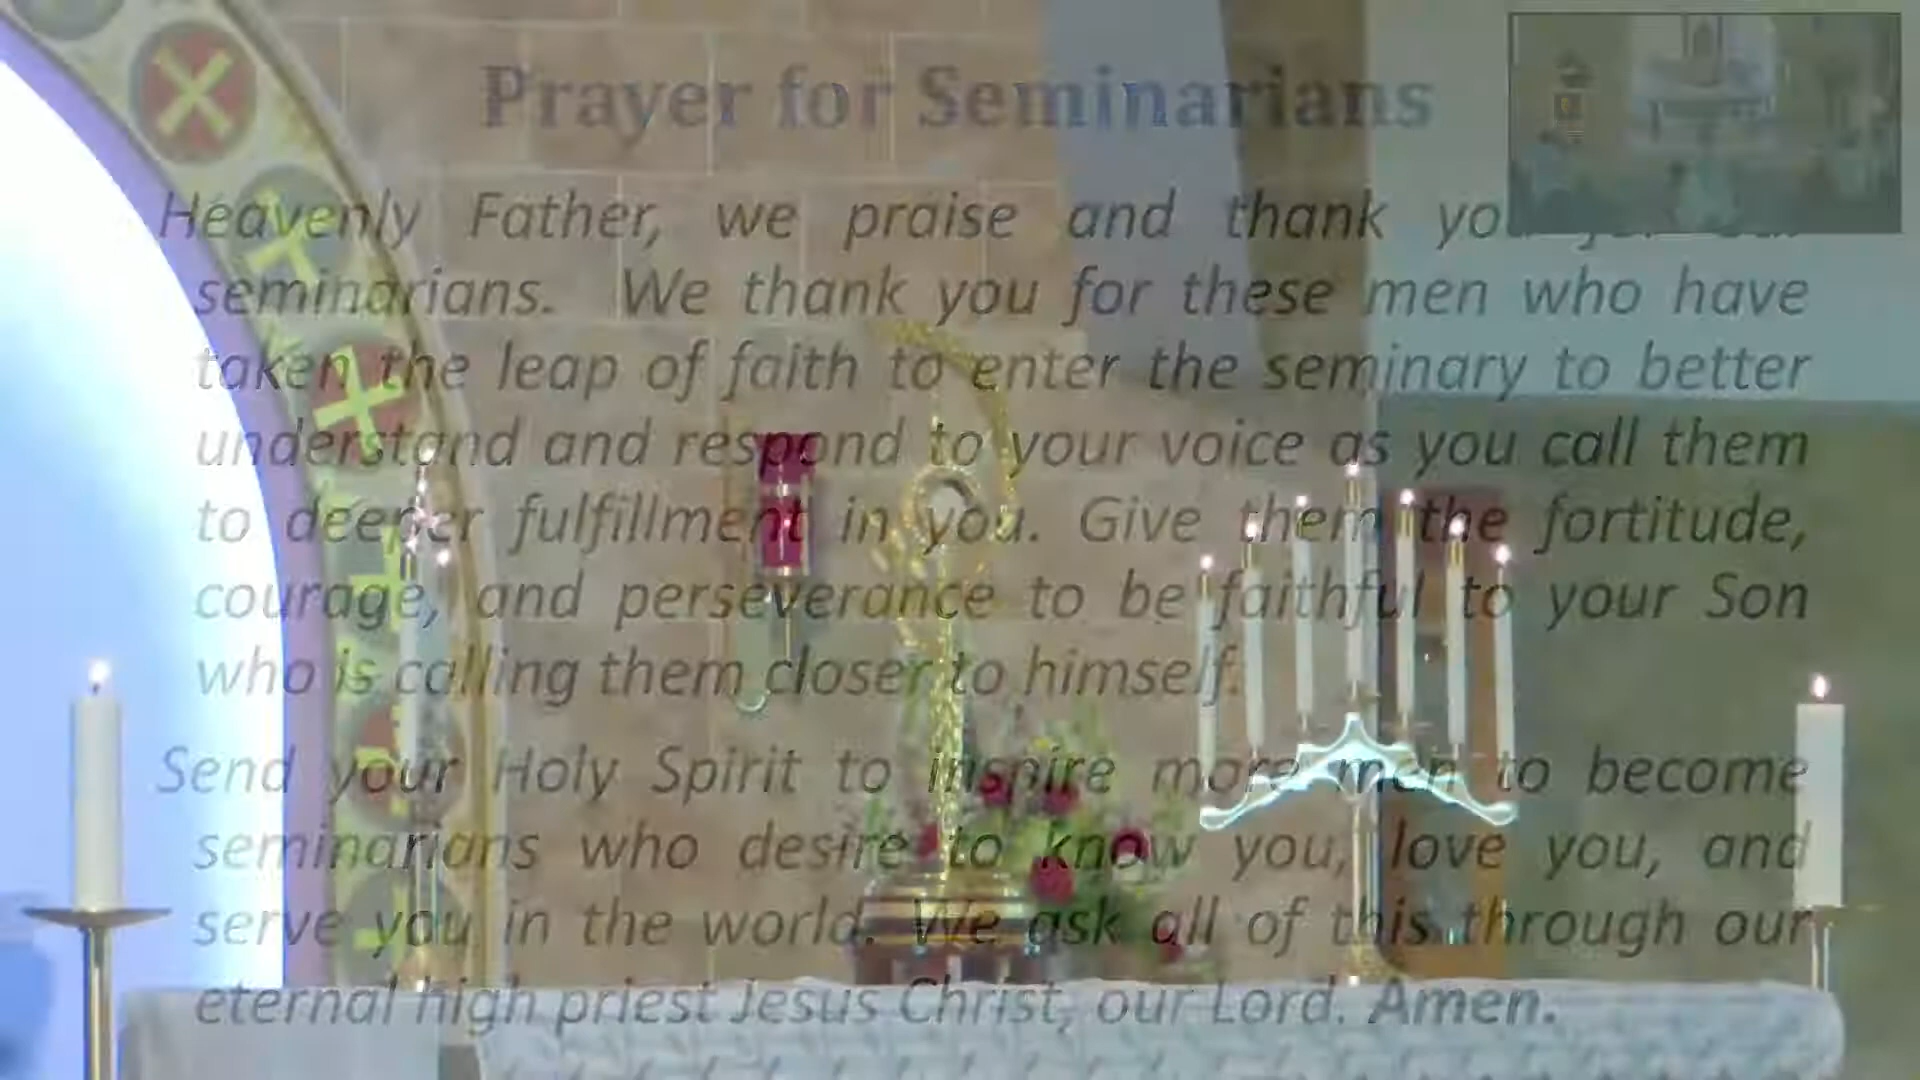 Prayer for Seminarians
Heavenly Father, we praise and thank you for our
seminarians. We thank you for these men who have
taken the leap of faith to enter the seminary to better
understand and respond to your voice as you call them
to deeper fulfillment in you. Give them the fortitude,
courage, and perseverance to be faithful to your Son
who is calling them closer to himself.
Send your Holy Spirit to inspire more men to become
seminarians who desire to know you, love you, and
serve you in the world. We ask all of this through our
eternal high priest Jesus Christ, our Lord. Amen.